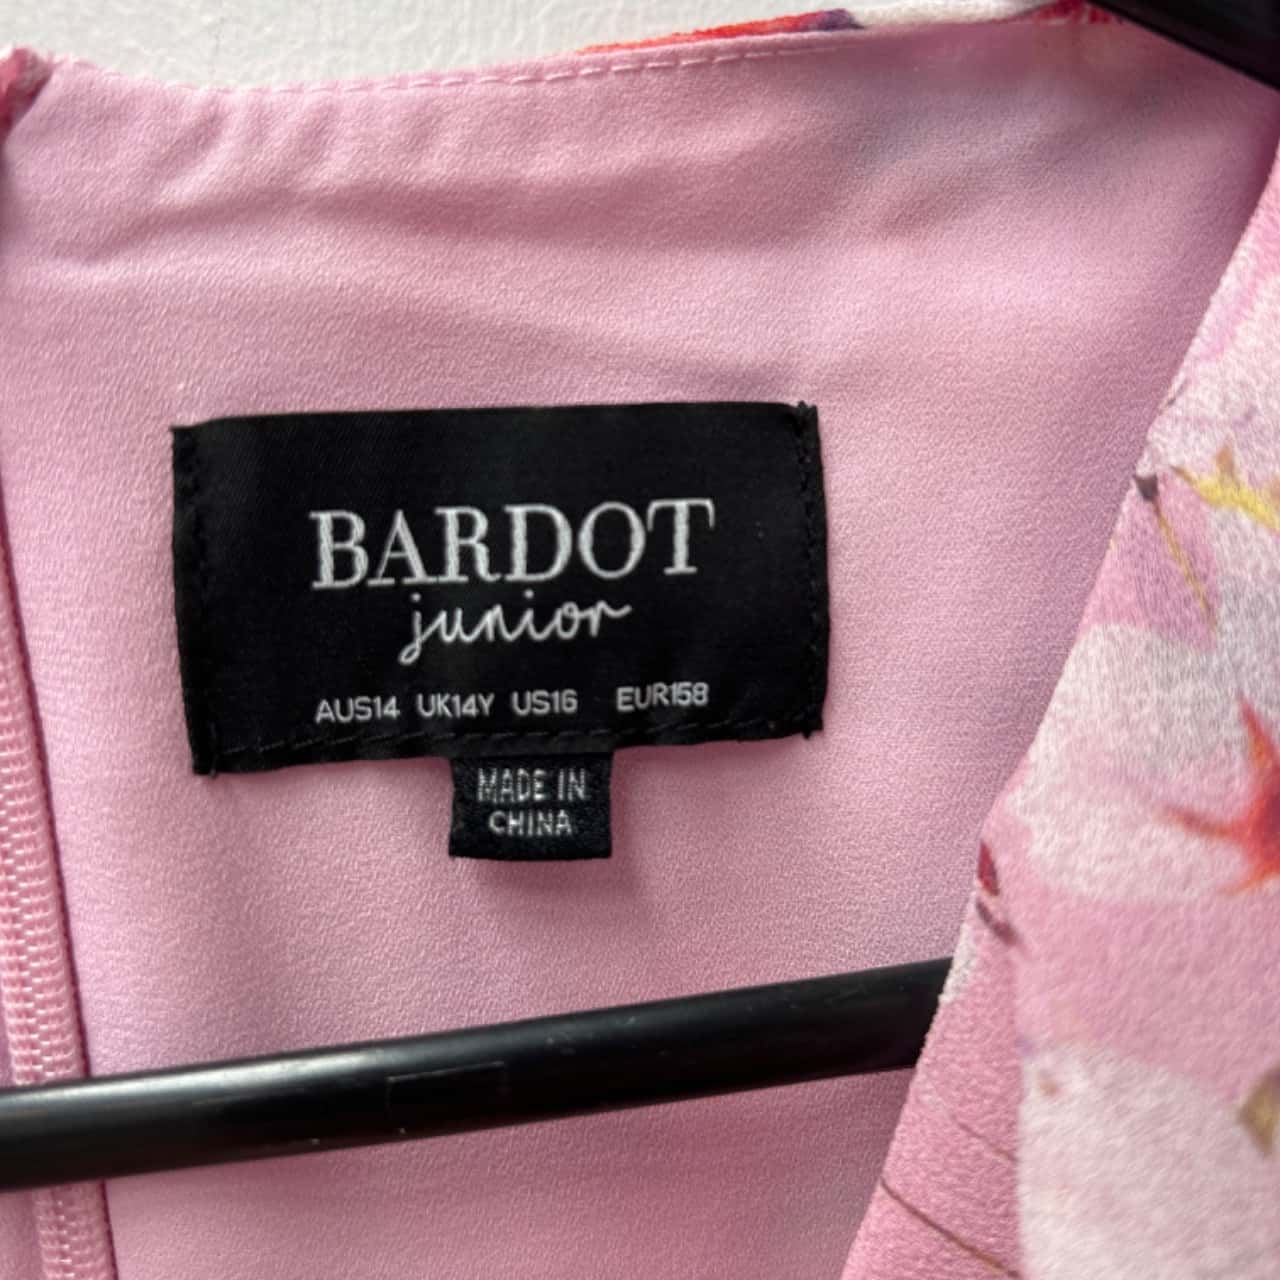 BARDOT
junior
AUS14 UK14Y US16 EUR158
MADE IN
CHINA